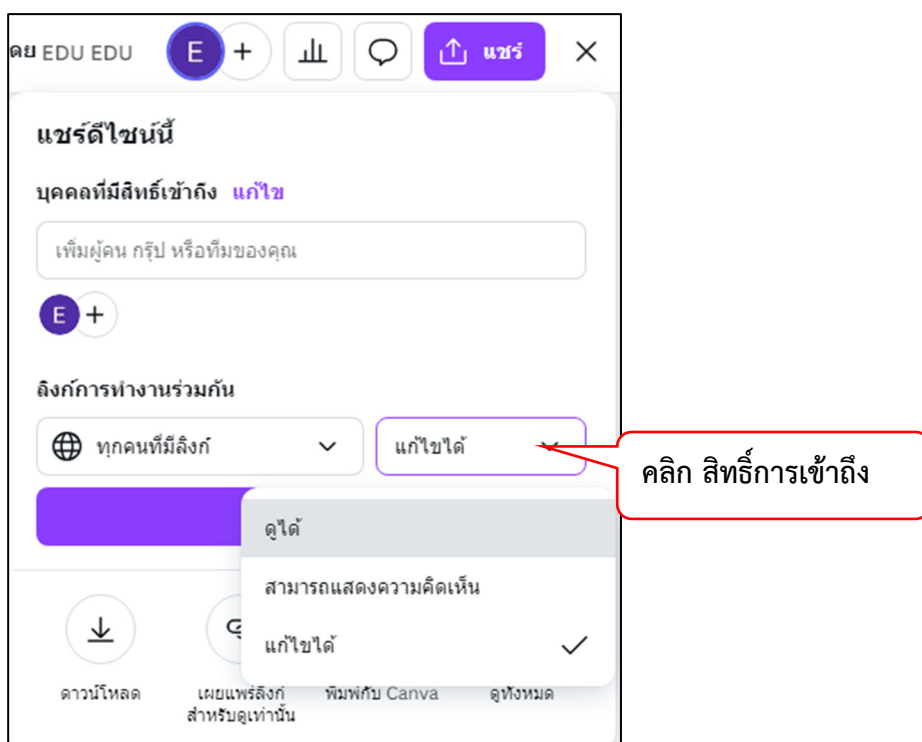 ดย EDU EDU E + แชร์
แชร์ดีไซน์นี้
บุคคลที่มีสิทธิ์เข้าถึง แก้ไข
เพิ่มผู้คน กรุ๊ป หรือทีมของคุณ
E +
ลิงก์การทำงานร่วมกัน
ทุกคนที่มีลิงก์ แก้ไขได้
คลิก สิทธิ์การเข้าถึง
ดูได้
สามารถแสดงความคิดเห็น
แก้ไขได้
ดาวน์โหลด เผยแพร่ลิงก์ พิมพ์กับ Canva ดูทั้งหมด
สำหรับดูเท่านั้น